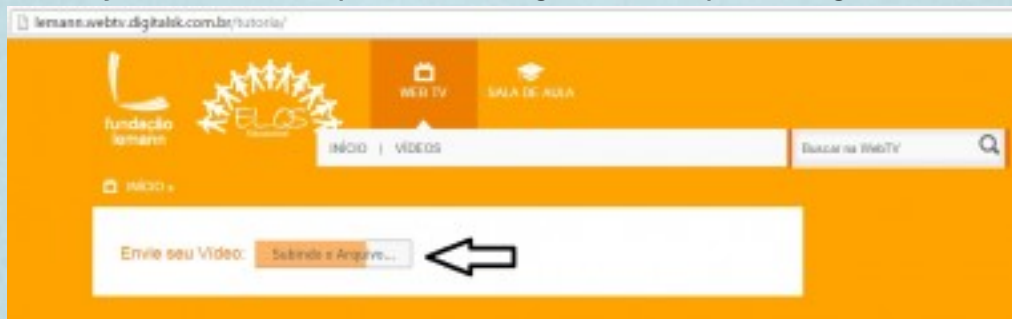 lemann.webtv.digitalsk.com.br/tutoria/
fundação
lemann
ELOS
WEB TV
SALA DE AULA
INÍCIO | VÍDEOS
Buscar na WebTV
INÍCIO »
Envie seu Vídeo: Subindo o Arquivo...